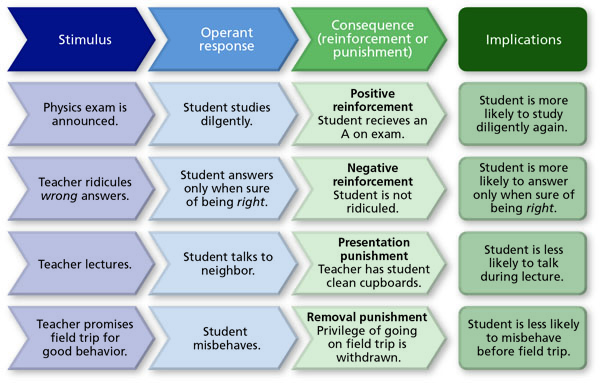 Stimulus
Operant
response
Consequence
(reinforcement or
punishment)
Implications
Physics exam is
announced.
Student studies
dilgently.
Positive
reinforcement
Student recieves an
A on exam.
Student is more
likely to study
diligently again.
Teacher ridicules
wrong answers.
Student answers
only when sure
of being right.
Negative
reinforcement
Student is not
ridiculed.
Student is more
likely to answer
only when sure of
being right.
Teacher lectures.
Student talks to
neighbor.
Presentation
punishment
Teacher has student
clean cupboards.
Student is less
likely to talk
during lecture.
Teacher promises
field trip for
good behavior.
Student
misbehaves.
Removal punishment
Privilege of going
on field trip is
withdrawn.
Student is less likely
to misbehave
before field trip.